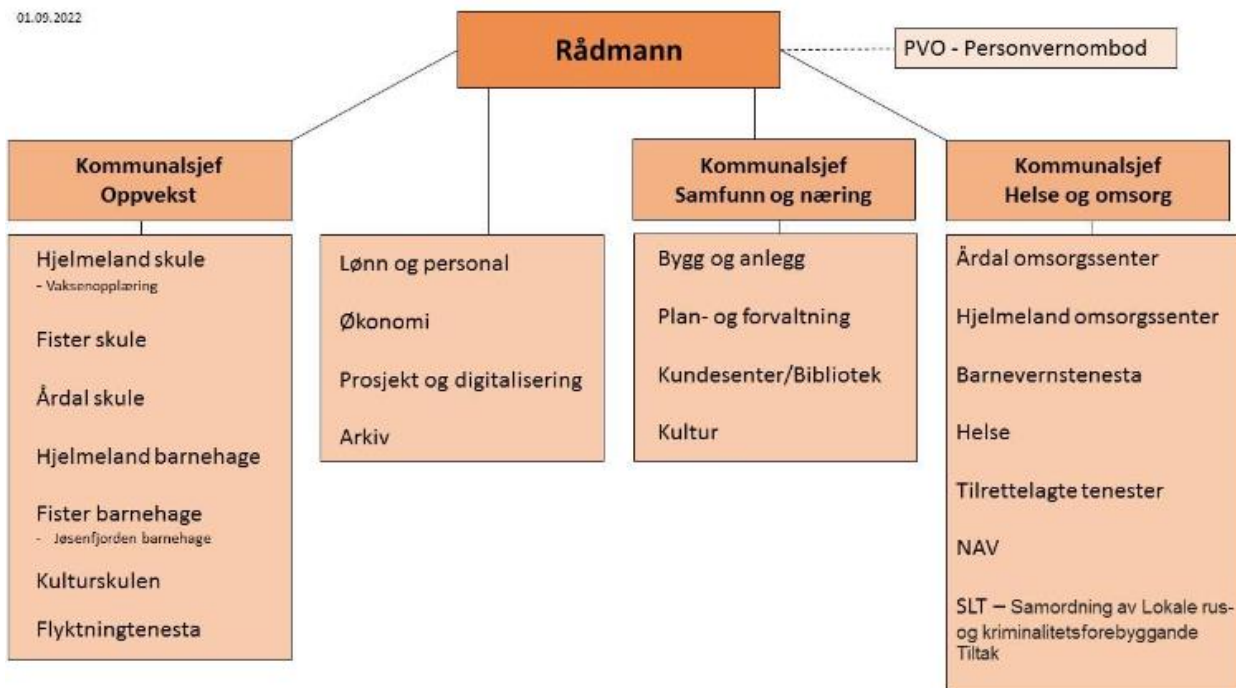 01.09.2022
Rådmann
PVO - Personvernombod
Kommunalsjef
Oppvekst
Hjelmeland skule
- Vaksenopplæring
Fister skule
Årdal skule
Hjelmeland barnehage
Fister barnehage
- Jøsenfjorden barnehage
Kulturskulen
Flyktningtenesta
Lønn og personal
Økonomi
Prosjekt og digitalisering
Arkiv
Kommunalsjef
Samfunn og næring
Bygg og anlegg
Plan- og forvaltning
Kundesenter/Bibliotek
Kultur
Kommunalsjef
Helse og omsorg
Årdal omsorgssenter
Hjelmeland omsorgssenter
Barnevernstenesta
Helse
Tilrettelagte tenester
NAV
SLT – Samordning av Lokale rus-
og kriminalitetsforebyggande
Tiltak